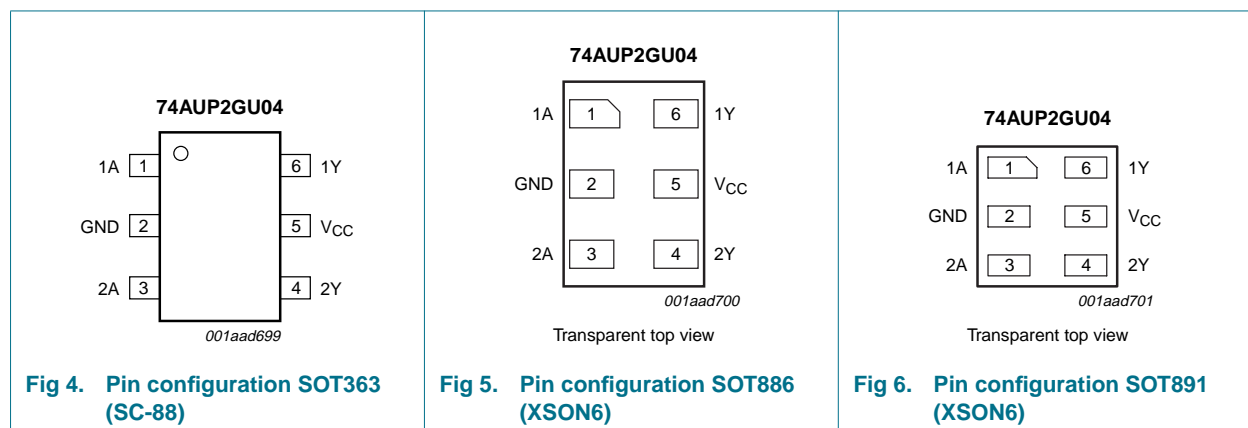 74AUP2GU04
1A 1 6 1Y
GND 2 5 VCC
2A 3 4 2Y
001aad699
Fig 4. Pin configuration SOT363
(SC-88)
74AUP2GU04
1A 1 6 1Y
GND 2 5 VCC
2A 3 4 2Y
001aad700
Transparent top view
Fig 5. Pin configuration SOT886
(XSON6)
74AUP2GU04
1A 1 6 1Y
GND 2 5 VCC
2A 3 4 2Y
001aad701
Transparent top view
Fig 6. Pin configuration SOT891
(XSON6)